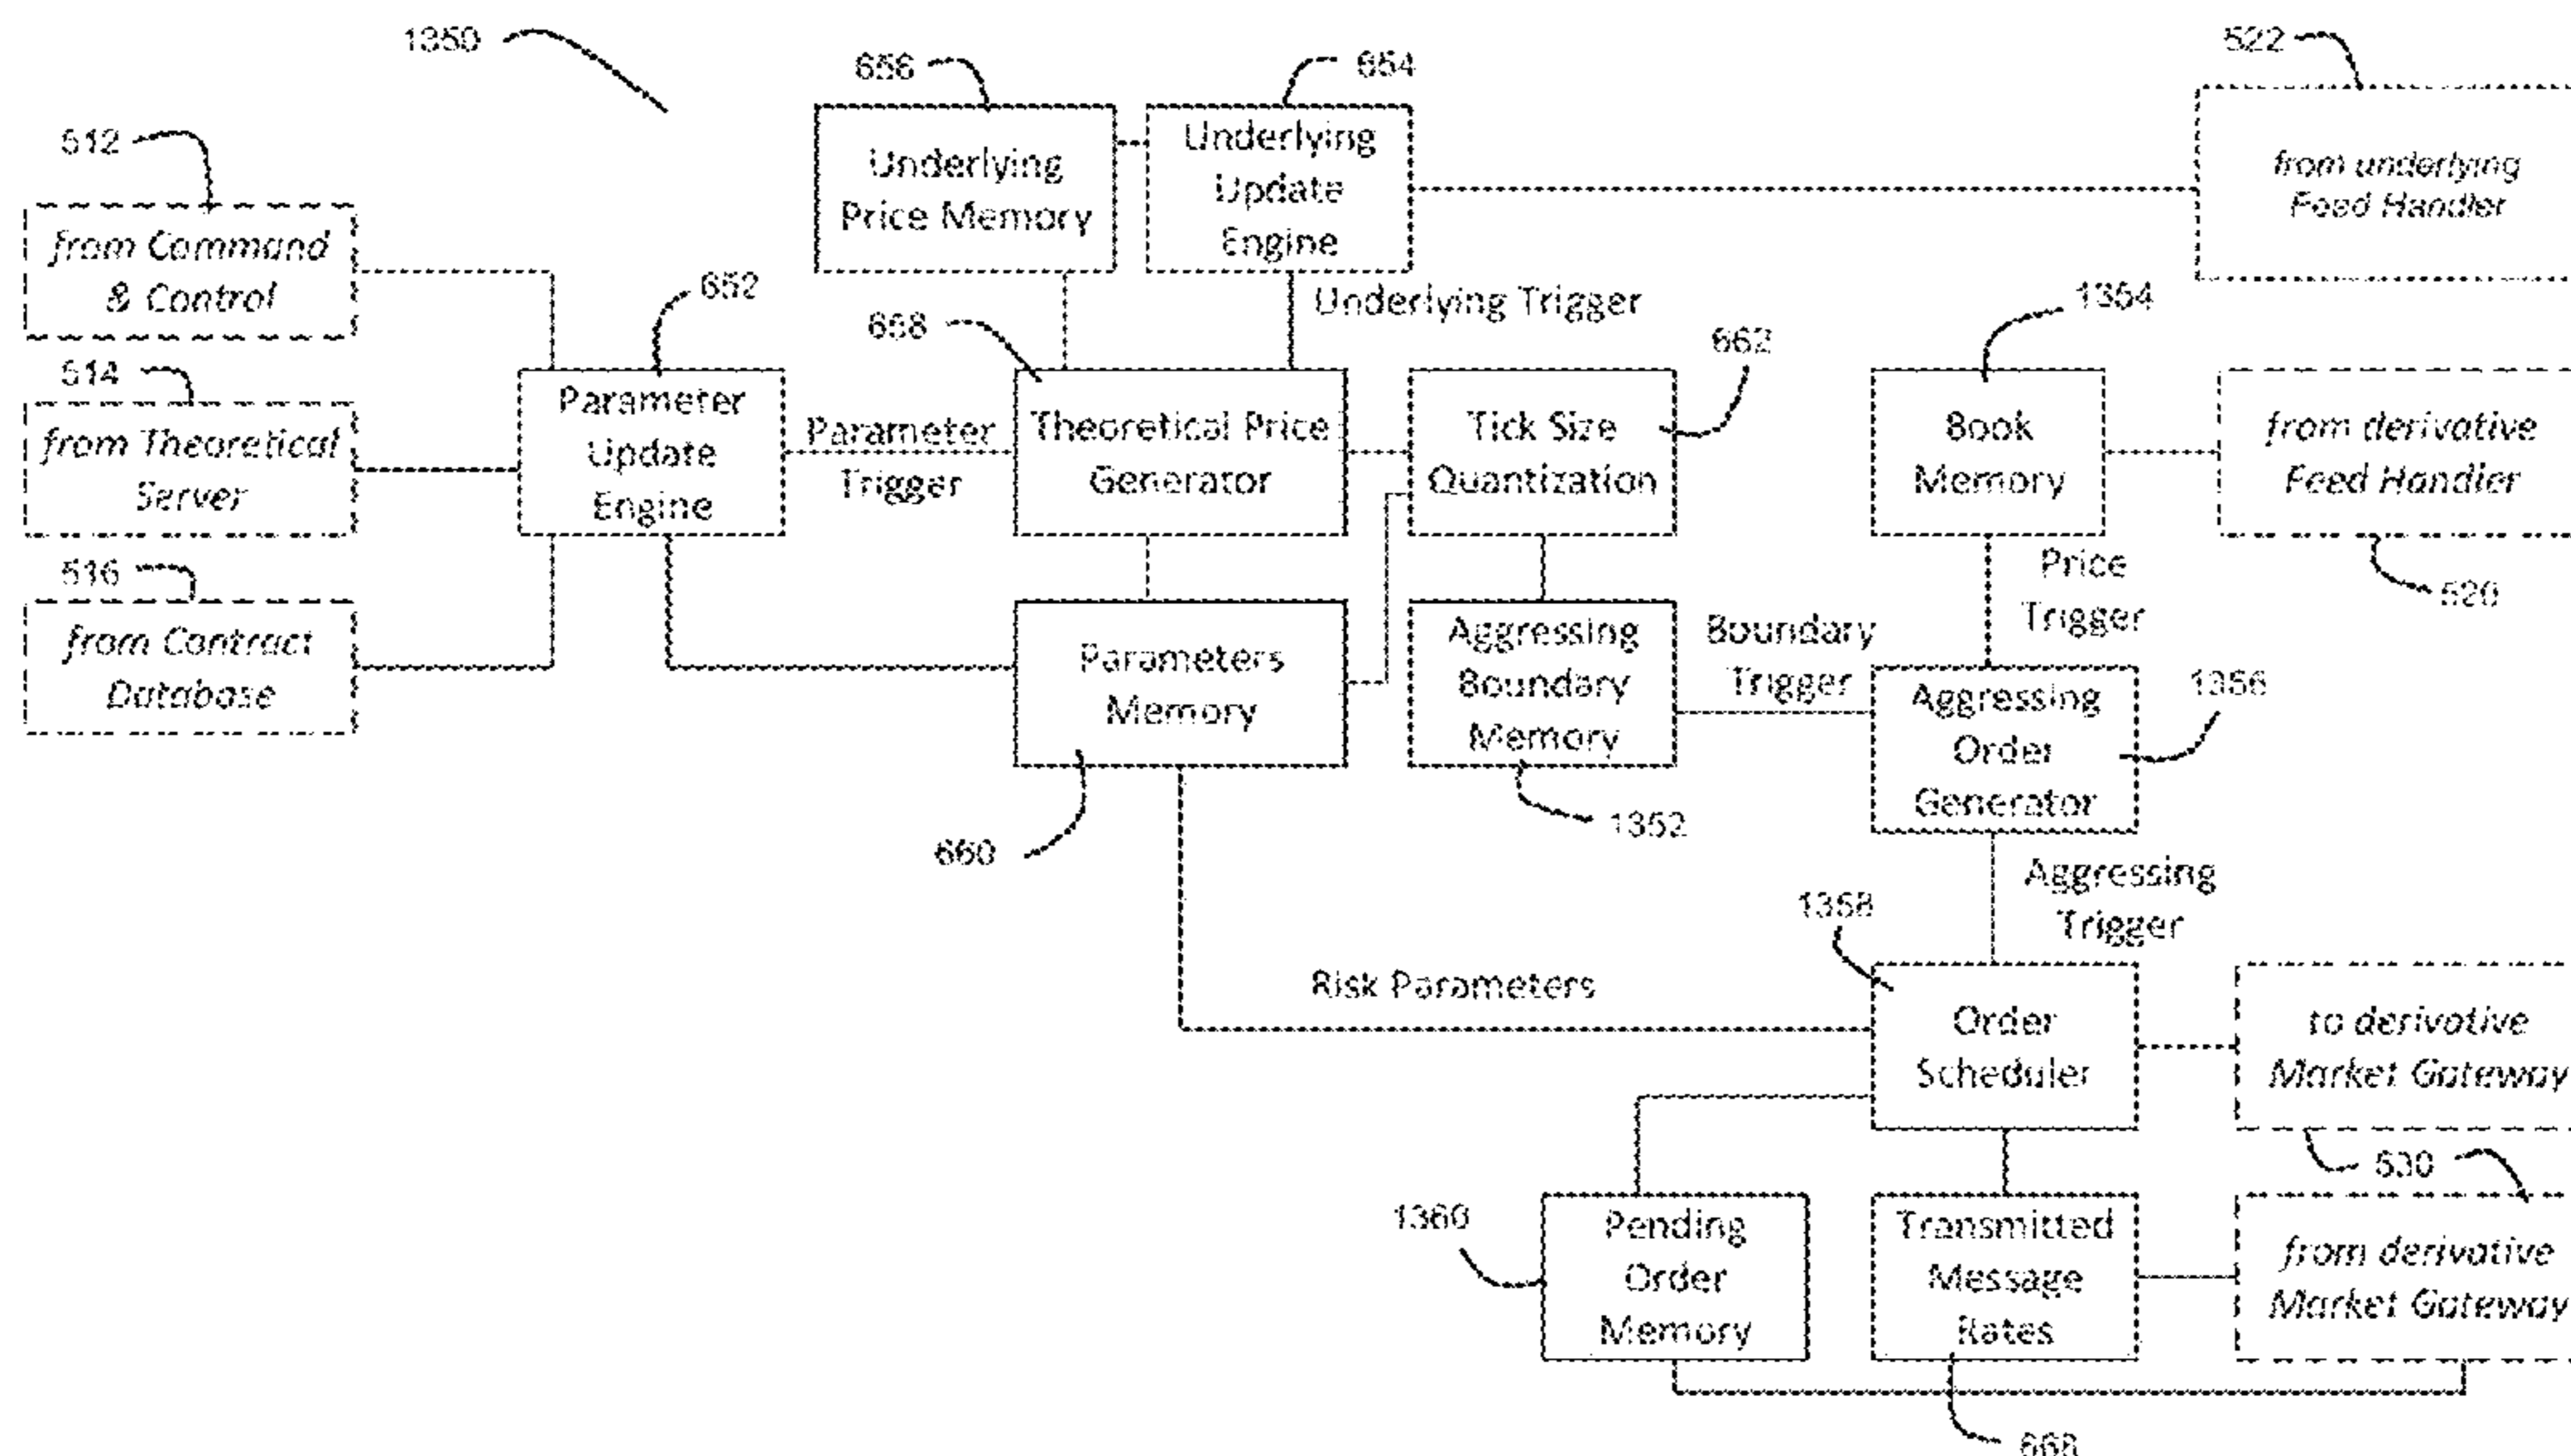 1350
656
654
522
512
from Command
& Control
Underlying
Price Memory
Underlying
Update
Engine
from underlying
Feed Handler
Underlying Trigger
652
658
662
1354
514
from Theoretical
Server
Parameter
Update
Engine
Parameter
Trigger
Theoretical Price
Generator
Tick Size
Quantization
Book
Memory
from derivative
Feed Handler
520
Price
Trigger
516
from Contract
Database
Parameters
Memory
Aggressing
Boundary
Memory
Boundary
Trigger
Aggressing
Order
Generator
1356
660
1352
Aggressing
Trigger
1358
Risk Parameters
Order
Scheduler
to derivative
Market Gateway
530
1360
Pending
Order
Memory
Transmitted
Message
Rates
from derivative
Market Gateway
668